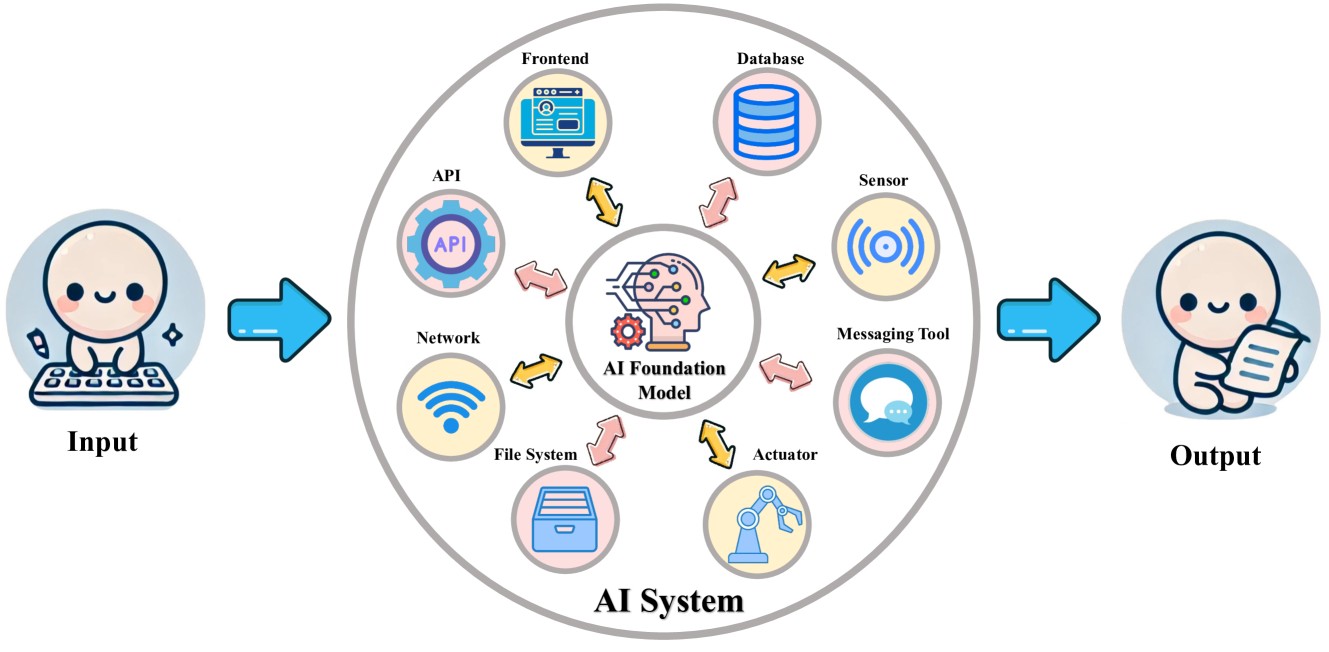 Frontend
Database
API
API
Sensor
Network
AI Foundation
Model
Messaging Tool
Input
File System
Actuator
Output
AI System